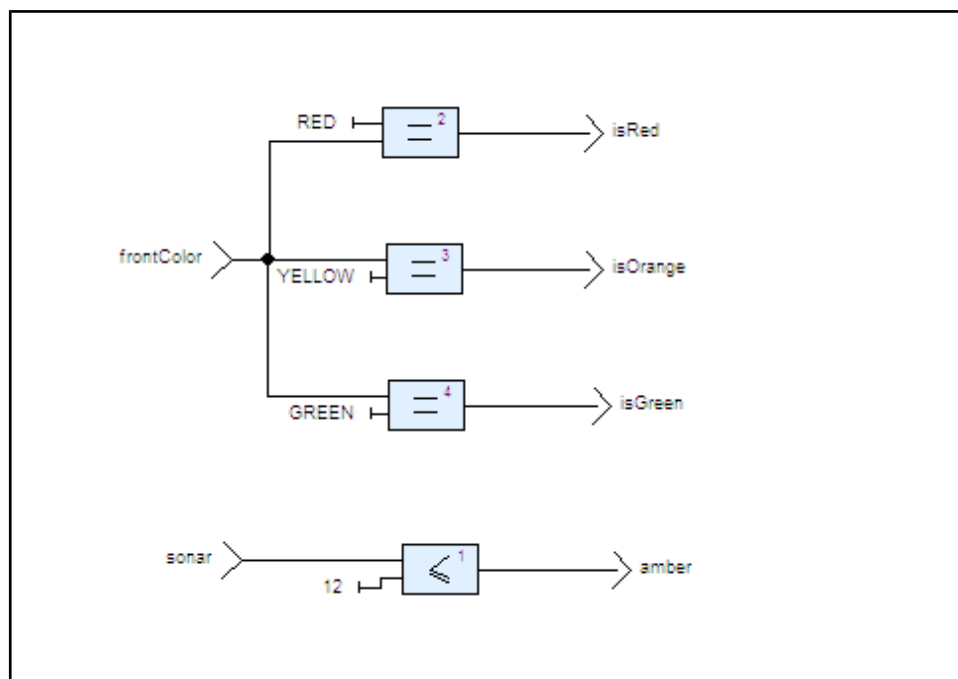 RED
2
isRed
frontColor
YELLOW
3
isOrange
GREEN
4
isGreen
sonar
12
1
amber